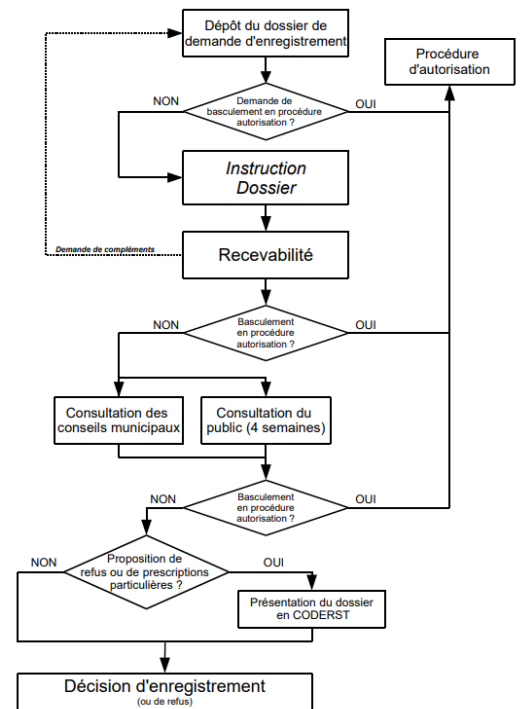 Dépôt du dossier de
demande d'enregistrement
Procédure
d'autorisation
NON
Demande de
basculement en procédure
autorisation ?
OUI
Instruction
Dossier
Demande de compléments
Recevabilité
NON
Basculement
en procédure
autorisation ?
OUI
Consultation des
conseils municipaux
Consultation du
public (4 semaines)
NON
Basculement
en procédure
autorisation ?
OUI
NON
Proposition de
refus ou de prescriptions
particulières ?
OUI
Présentation du dossier
en CODERST
Décision d'enregistrement
(ou de refus)